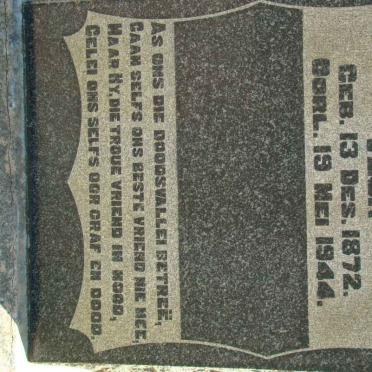 GEB. 13 DES 1872.
OORL. 19 MEI 1944.
AS ONS DIE DOODSVALLEI BETREË,
GAAN SELFS ONS BESTE VRIEND NIE MEE,
MAAR HY, DIE TROUE VRIEND IN NOOD,
GELEI ONS SELFS OOR GRAF EN DOOD